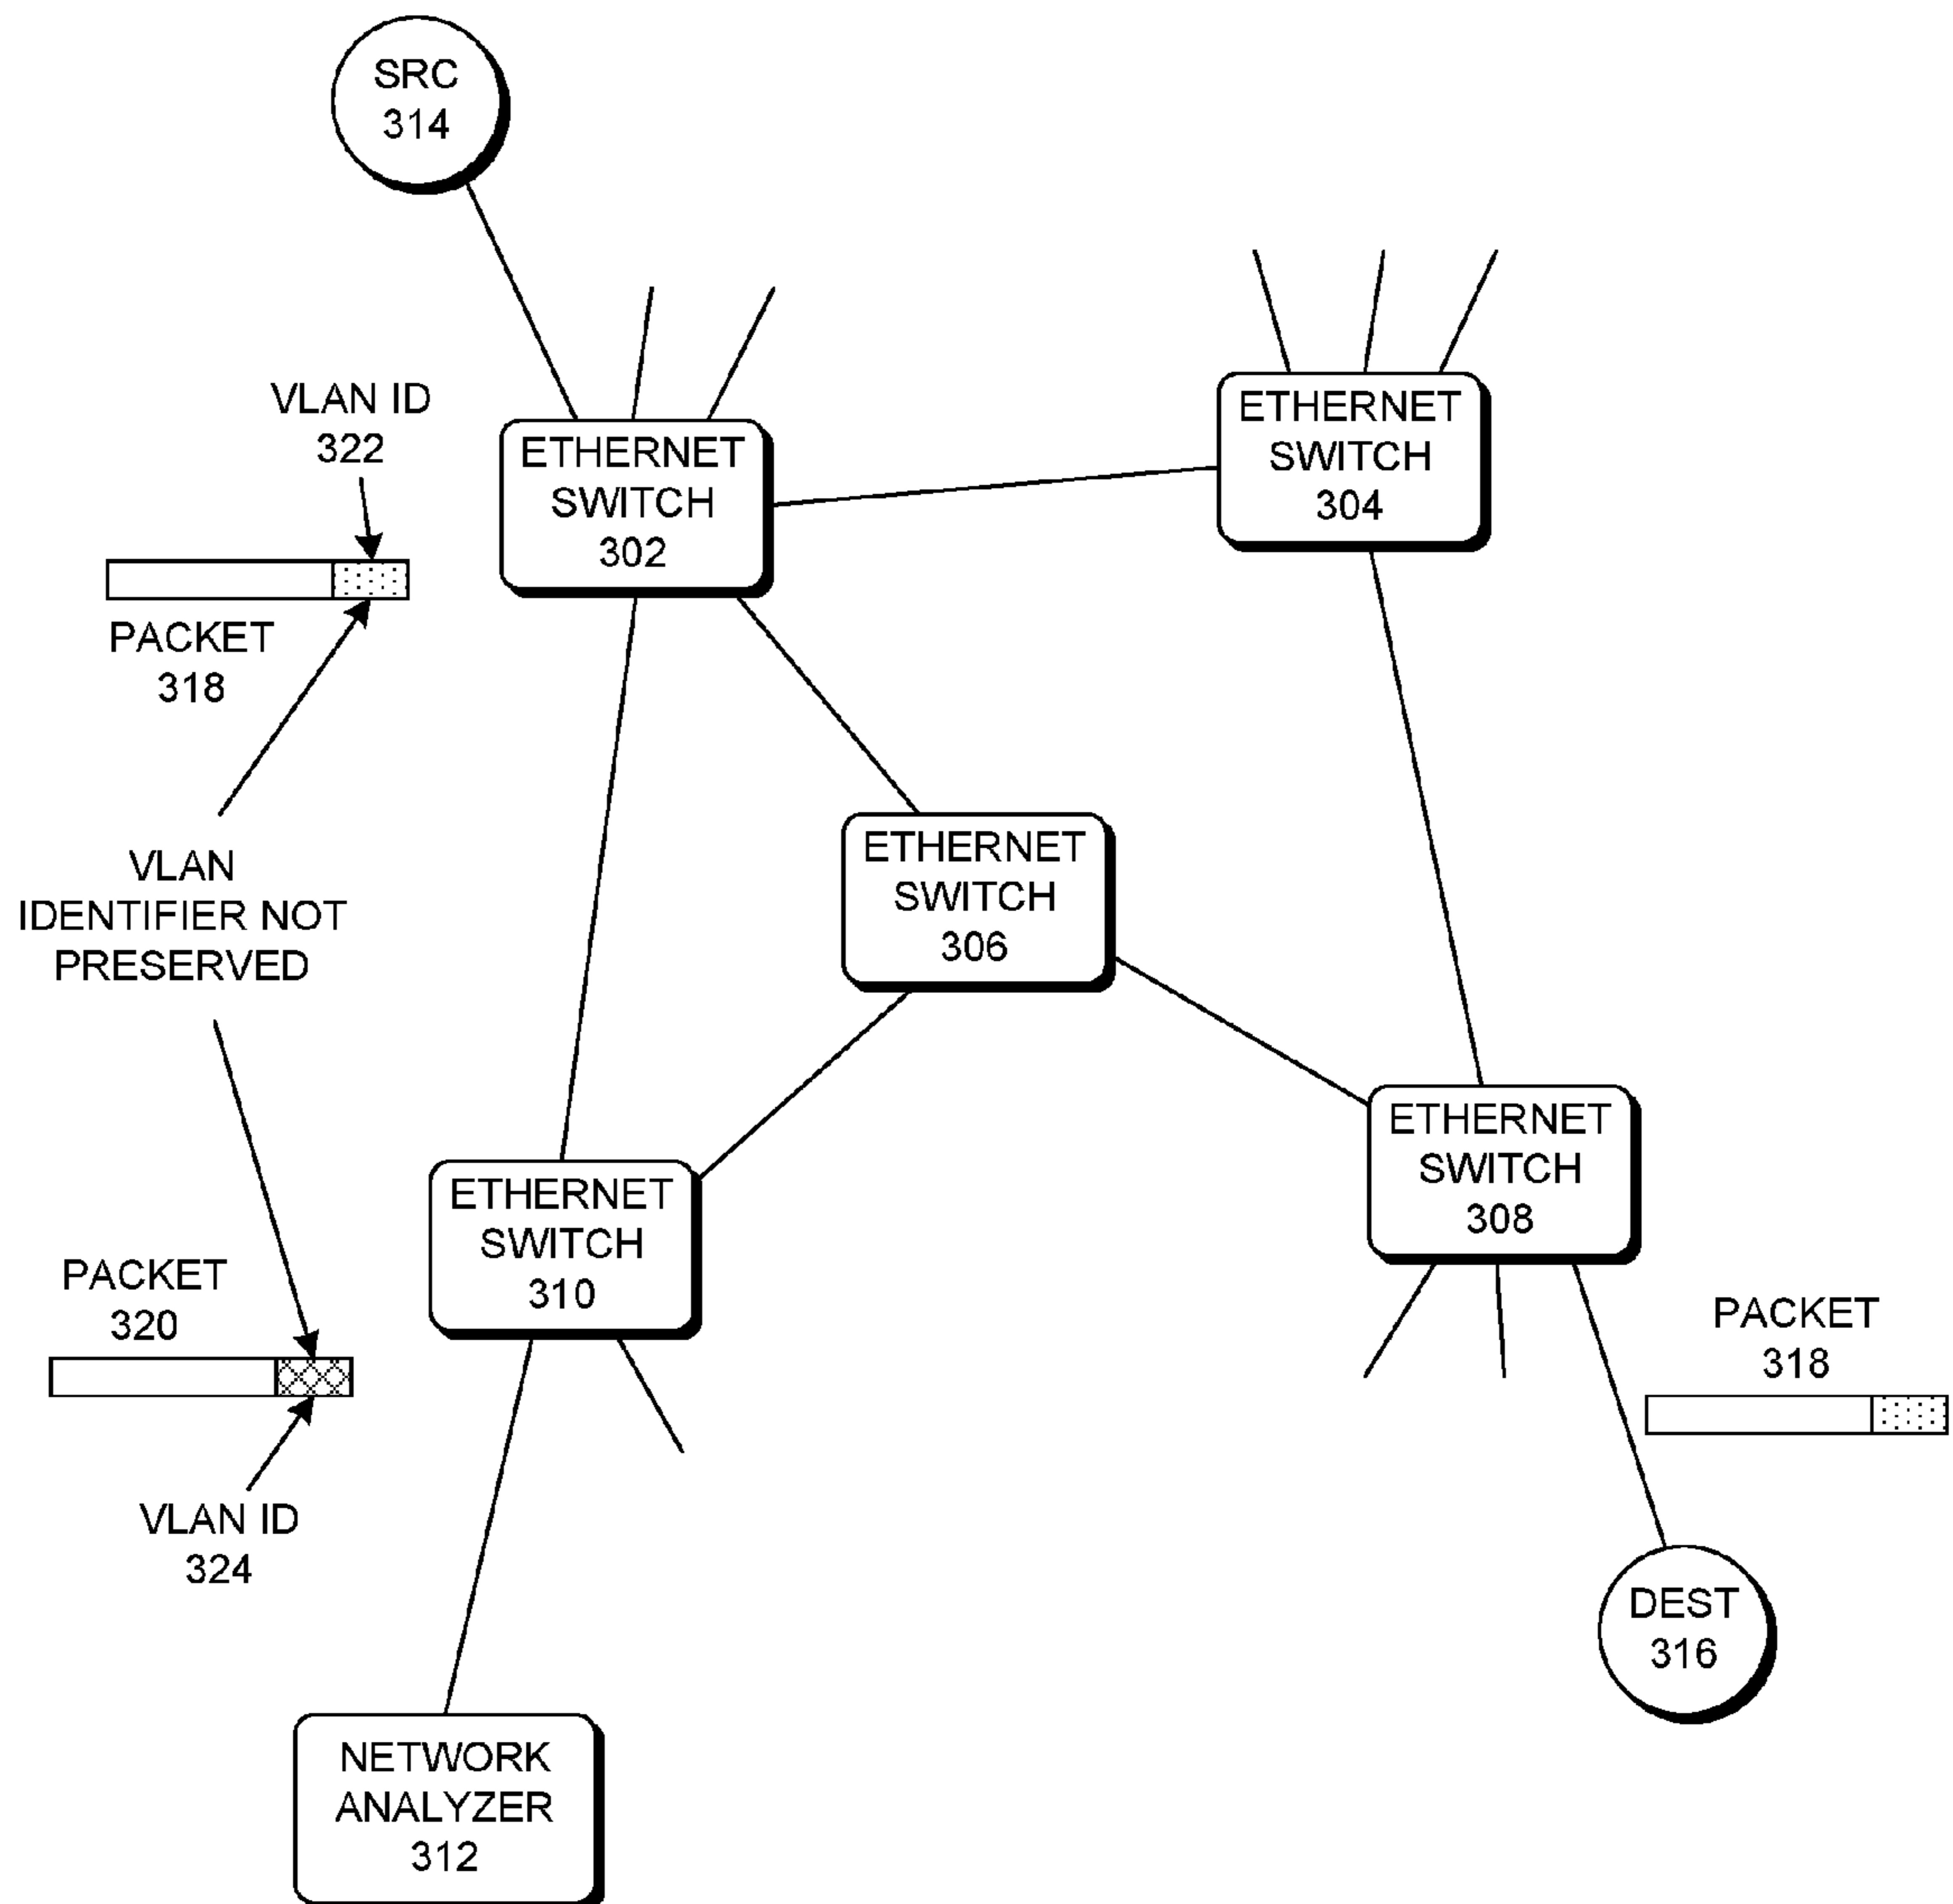 SRC
314
VLAN ID
322
ETHERNET
SWITCH
302
ETHERNET
SWITCH
304
PACKET
318
VLAN
IDENTIFIER NOT
PRESERVED
ETHERNET
SWITCH
306
ETHERNET
SWITCH
308
ETHERNET
SWITCH
310
PACKET
320
VLAN ID
324
PACKET
318
DEST
316
NETWORK
ANALYZER
312